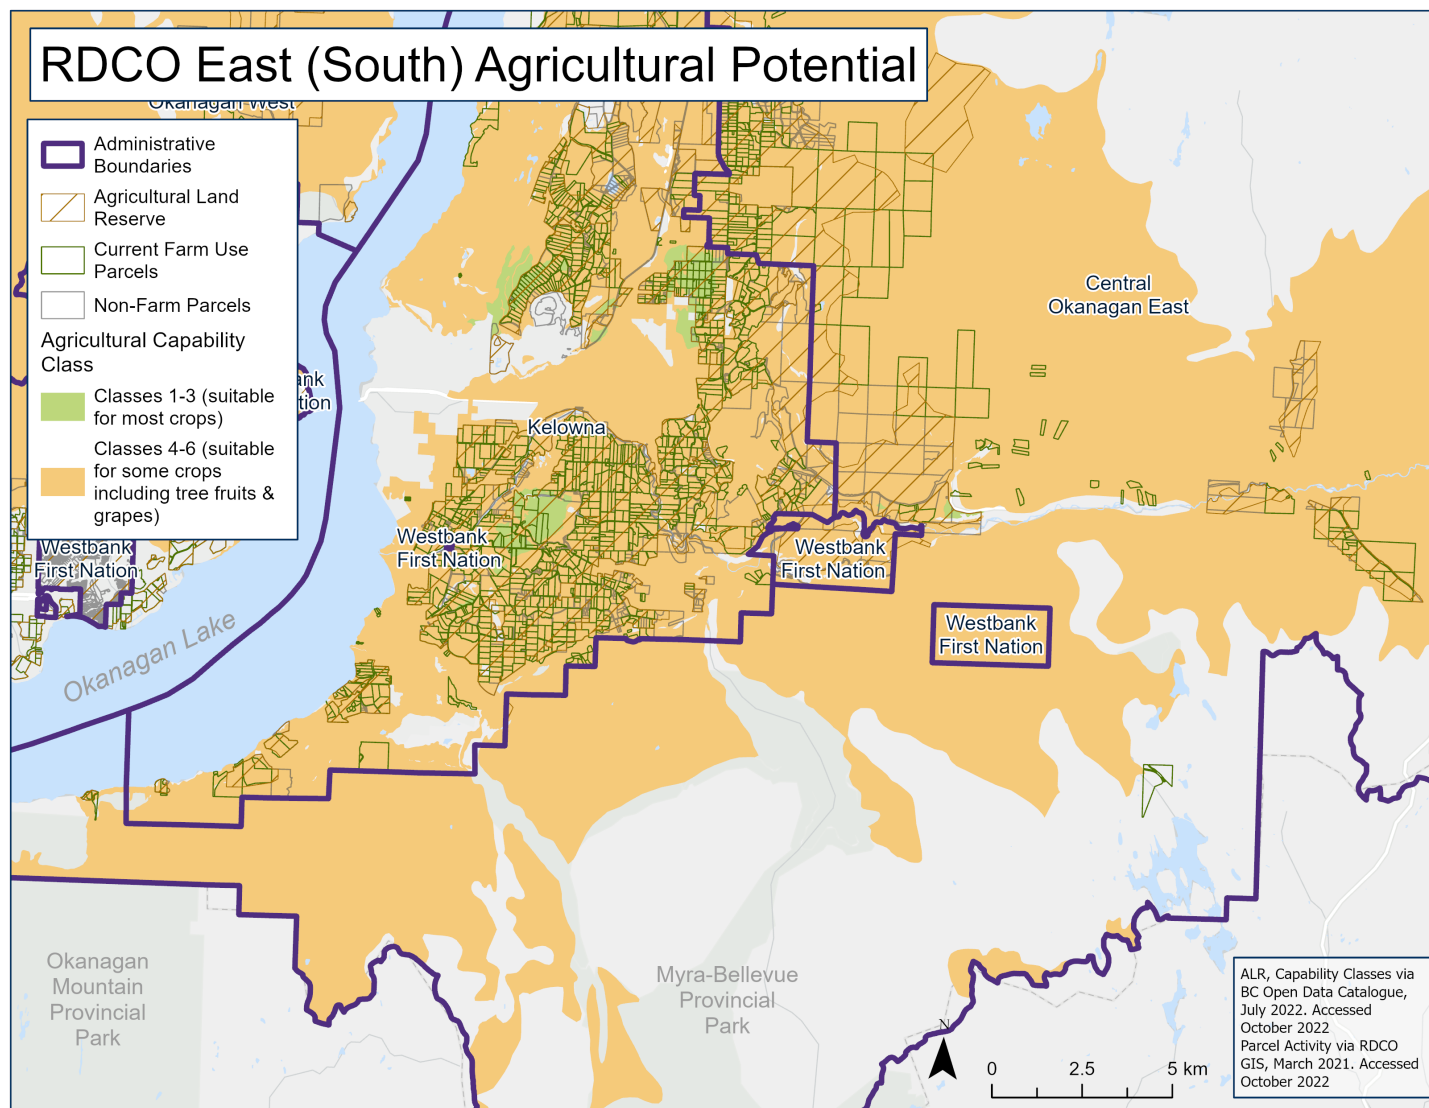 RDCO East (South) Agricultural Potential
Okanagan West
Administrative
Boundaries
Agricultural Land
Reserve
Current Farm Use
Parcels
Non-Farm Parcels
Agricultural Capability
Class
Classes 1-3 (suitable
for most crops)
Classes 4-6 (suitable
for some crops
including tree fruits &
grapes)
Central
Okanagan East
Kelowna
Westbank
First Nation
Westbank
First Nation
Westbank
First Nation
Westbank
First Nation
Okanagan Lake
Okanagan
Mountain
Provincial
Park
Myra-Bellevue
Provincial
Park
N
0 2.5 5 km
ALR, Capability Classes via
BC Open Data Catalogue,
July 2022. Accessed
October 2022
Parcel Activity via RDCO
GIS, March 2021. Accessed
October 2022